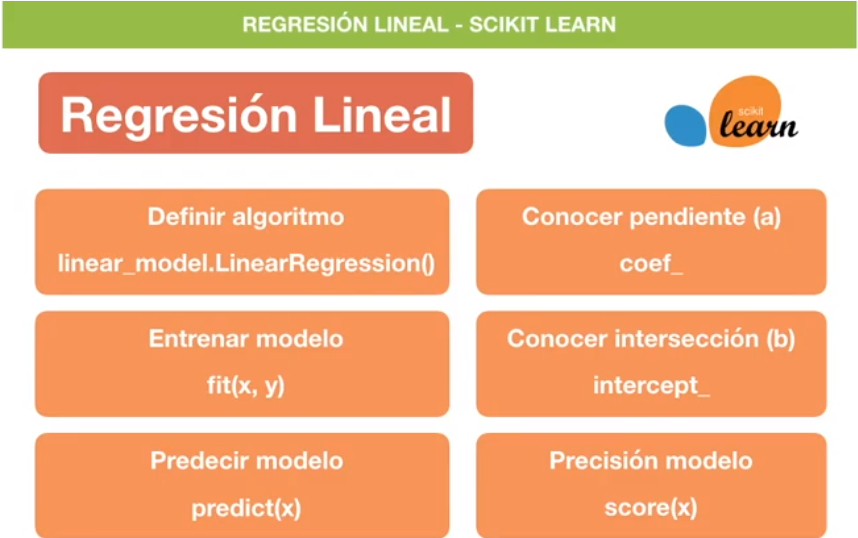 REGRESIÓN LINEAL - SCIKIT LEARN
Regresión Lineal
scikit
learn
Definir algoritmo
linear_model.LinearRegression()
Conocer pendiente (a)
coef_
Entrenar modelo
fit(x, y)
Conocer intersección (b)
intercept_
Predecir modelo
predict(x)
Precisión modelo
score(x)